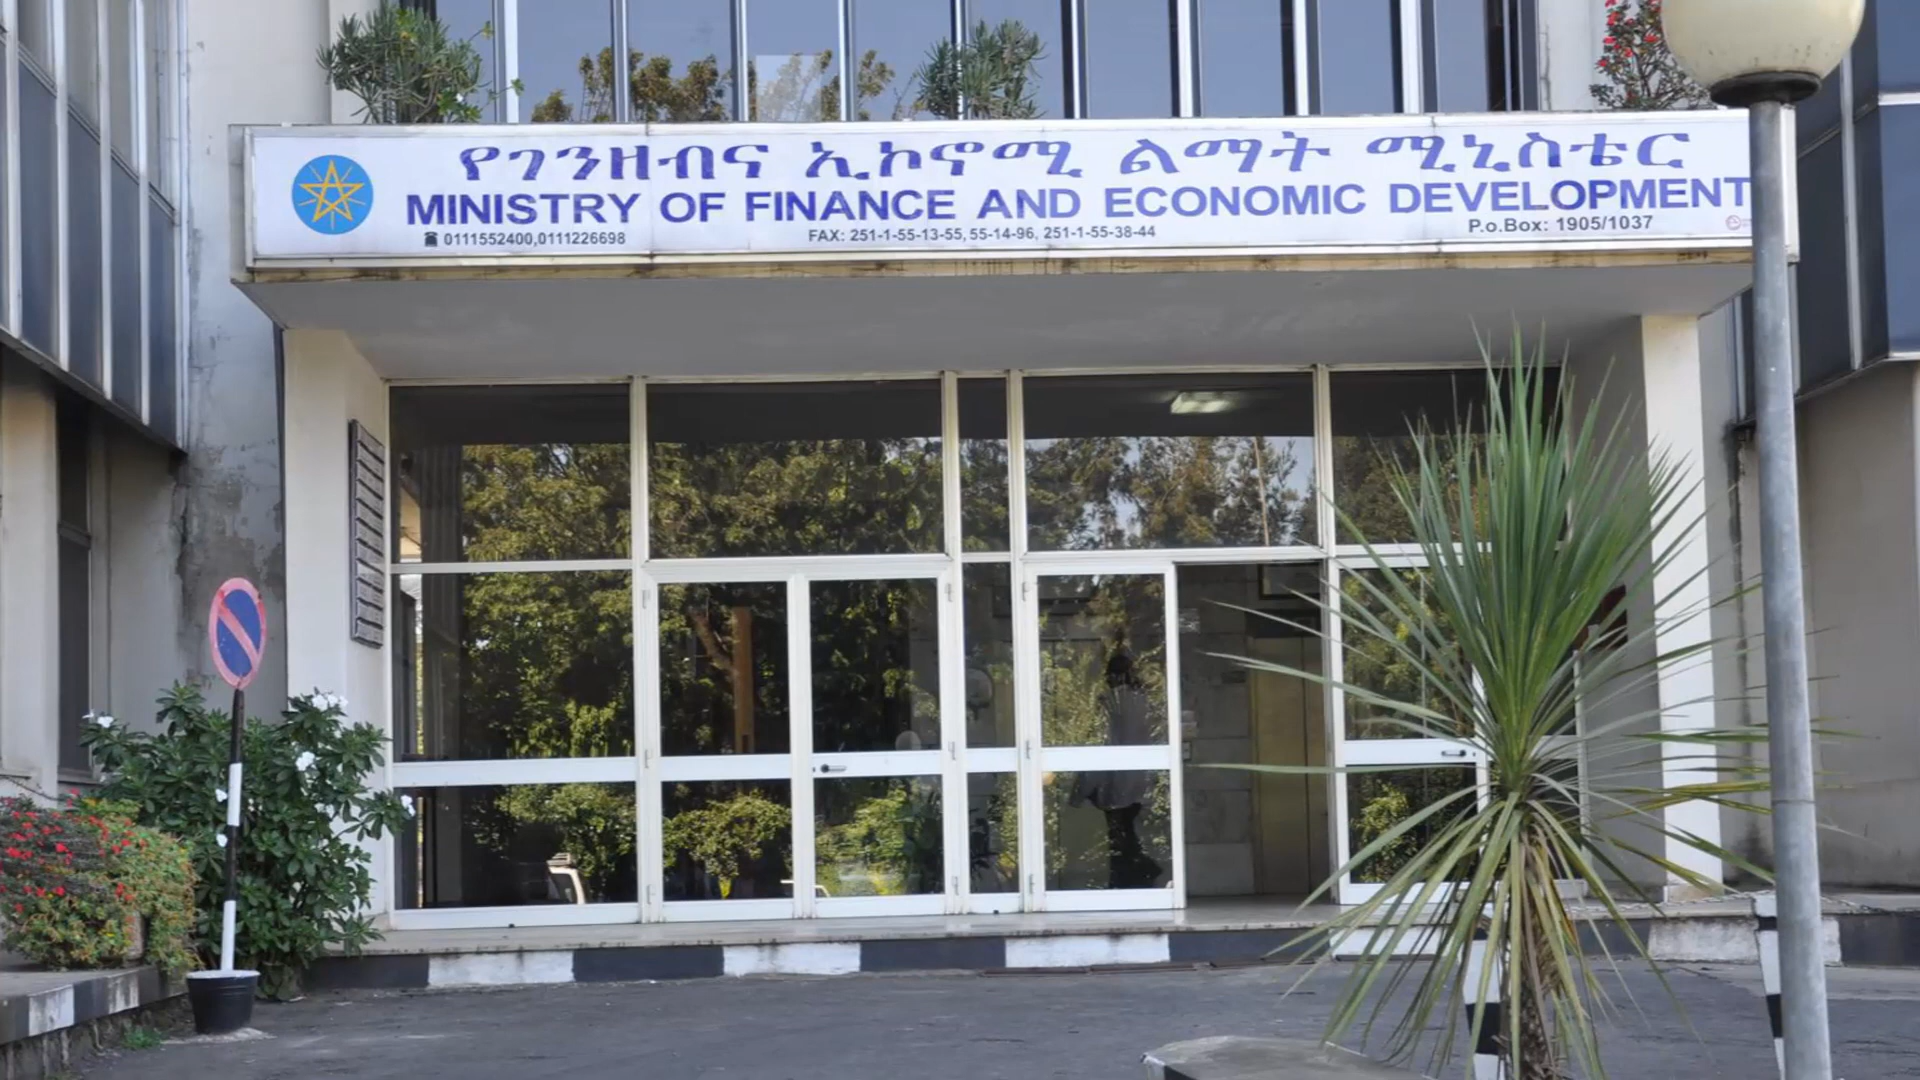 የገንዘብና ኢኮኖሚ ልማት ሚኒስቴር
MINISTRY OF FINANCE AND ECONOMIC DEVELOPMENT
☎ 0111552400,0111226698 FAX: 251-1-55-13-55, 55-14-96, 251-1-55-38-44 P.o.Box: 1905/1037